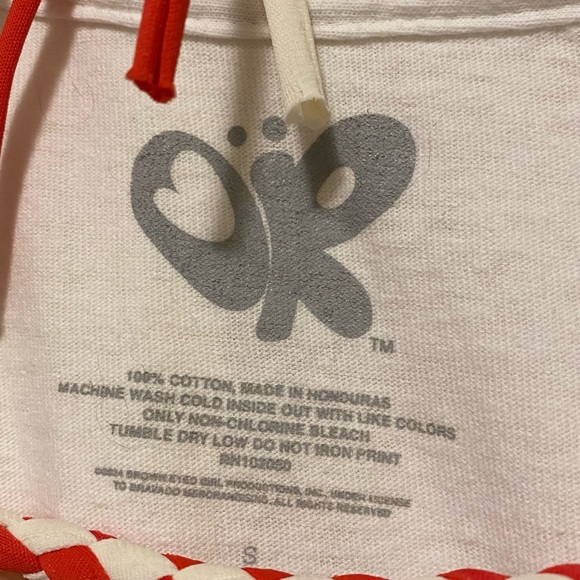 OR
TM
100% COTTON, MADE IN HONDURAS
MACHINE WASH COLD INSIDE OUT WITH LIKE COLORS
ONLY NON-CHLORINE BLEACH
TUMBLE DRY LOW DO NOT IRON PRINT
RN102050
©2024 BROWN EYED GIRL PRODUCTIONS, INC., UNDER LICENSE
TO BRAVADO MERCHANDISING. ALL RIGHTS RESERVED
S